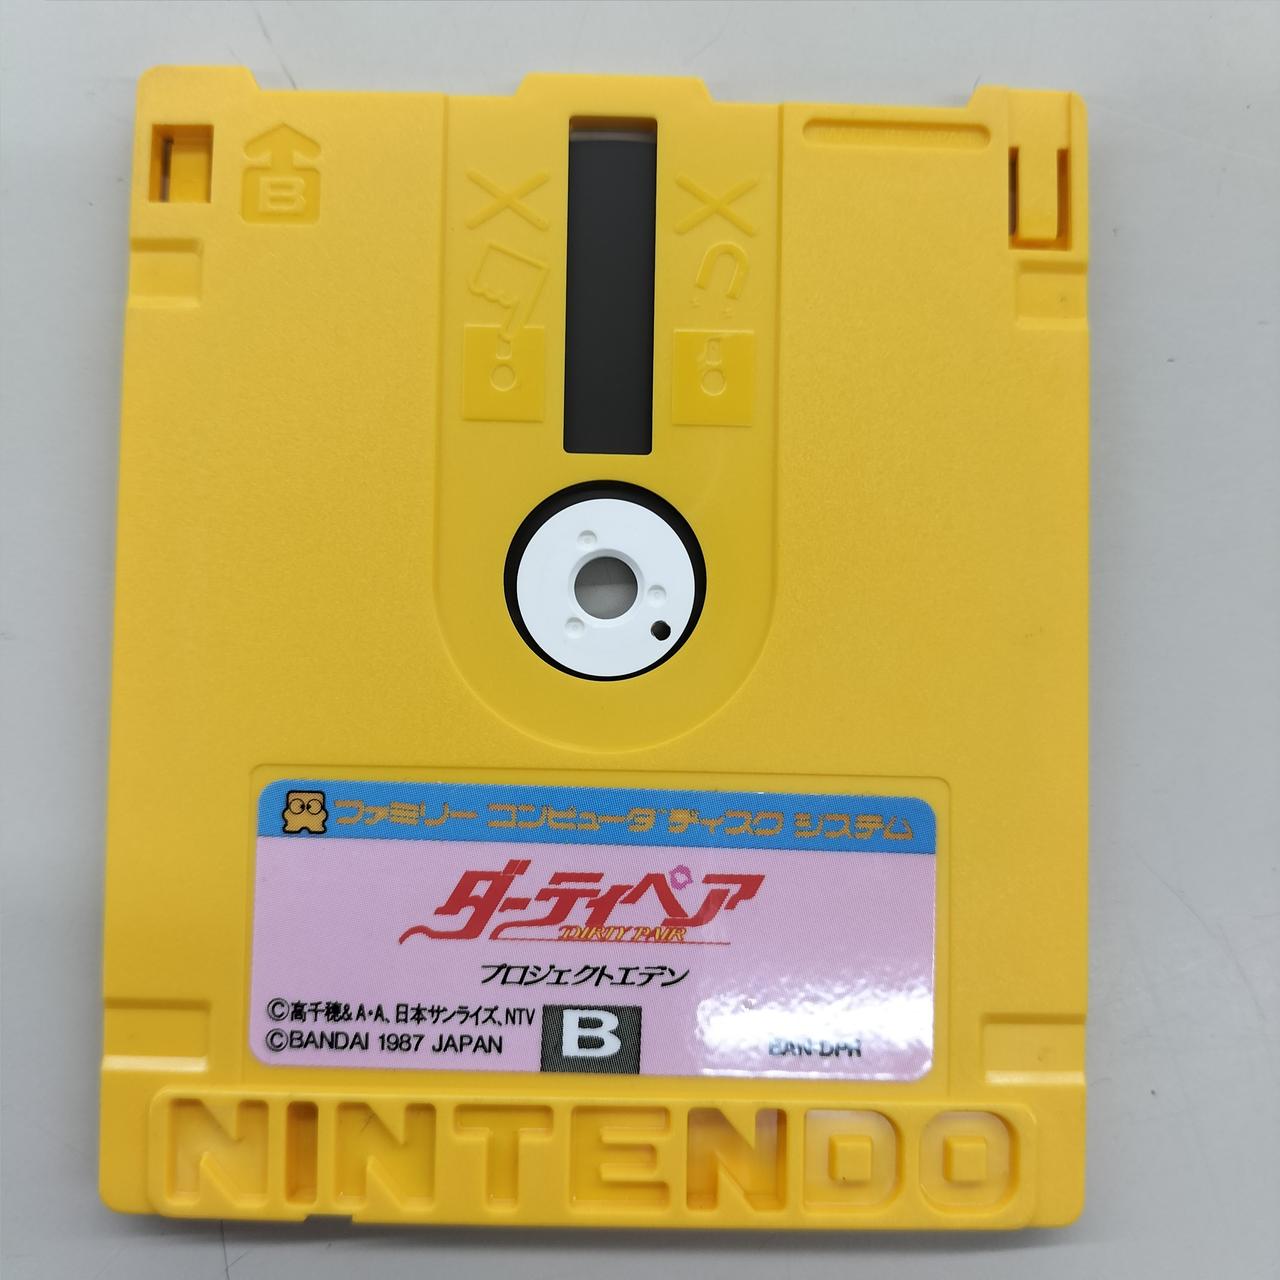 B
ファミリー コンピュータ ディスク システム
ダーティペア
DIRTY PAIR
プロジェクトエデン
©高千穂&A・A、日本サンライズ、NTV
©BANDAI 1987 JAPAN
B
BAN-DPR
NINTENDO